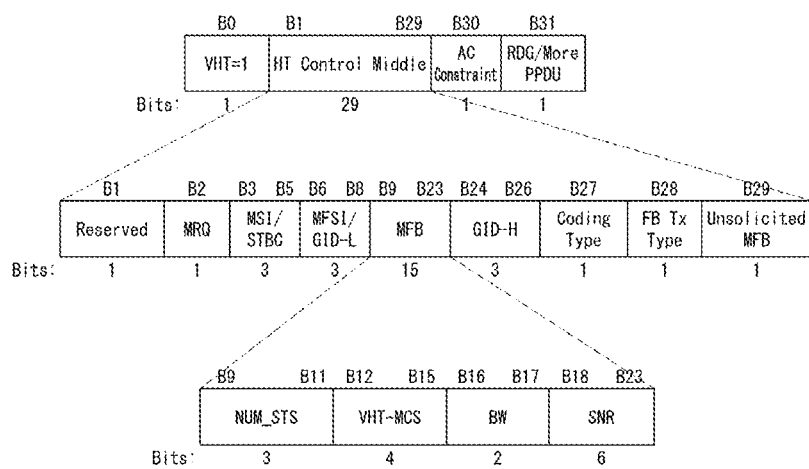 B0 B1 B29 B30 B31
VHT=1 HT Control Middle AC Constraint RDG/More PPDU
Bits: 1 29 1 1
B1 B2 B3 B5 B6 B8 B9 B23 B24 B26 B27 B28 B29
Reserved MRQ MSI/ STBC MFSI/ GID-L MFB GID-H Coding Type FB Tx Type Unsolicited MFB
Bits: 1 1 3 3 15 3 1 1 1
B9 B11 B12 B15 B16 B17 B18 B23
NUM_STS VHT-MCS BW SNR
Bits: 3 4 2 6